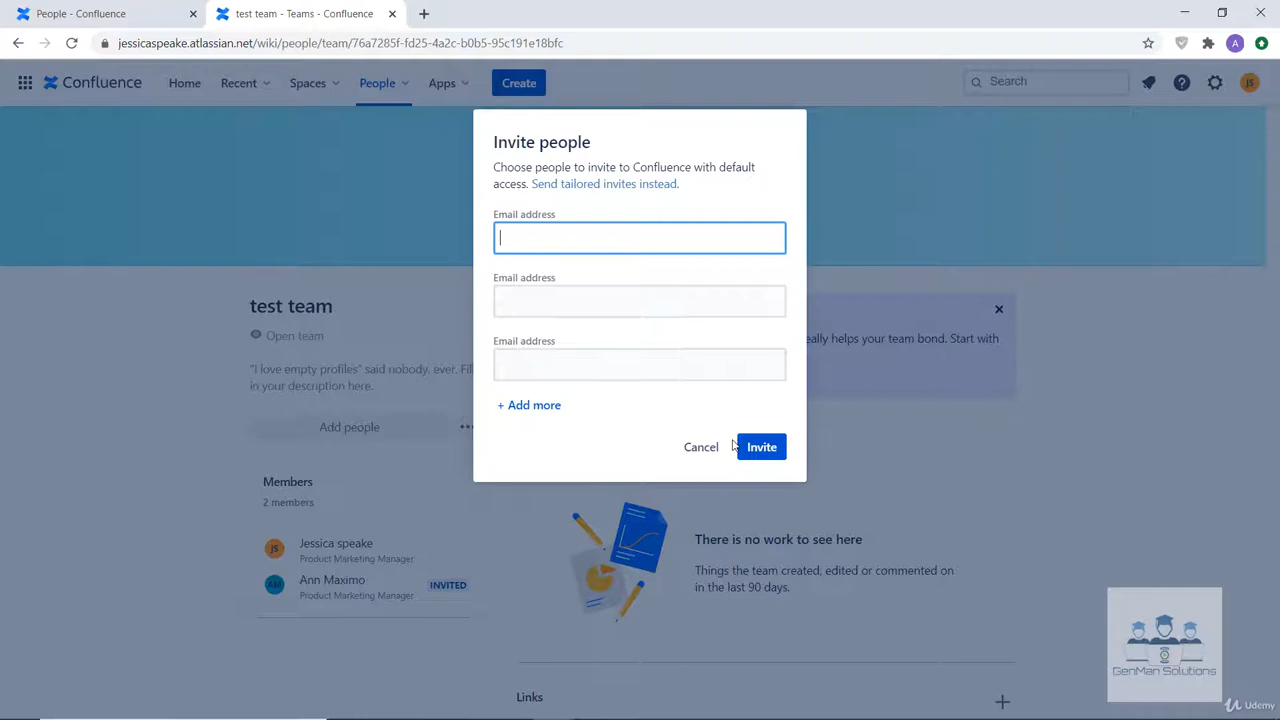 People - Confluence
test team - Teams - Confluence
jessicaspeake.atlassian.net/wiki/people/team/76a7285f-fd25-4a2c-b0b5-95c191e18bfc
A
Confluence
Home
Recent
Spaces
People
Apps
Create
Search
JS
Invite people
Choose people to invite to Confluence with default
access. Send tailored invites instead.
Email address
Email address
Email address
+ Add more
Cancel
Invite
test team
Open team
"I love empty profiles" said nobody, ever. Fil
in your description here.
Add people
eally helps your team bond. Start with
Members
2 members
JS
Jessica speake
Product Marketing Manager
AM
Ann Maximo
Product Marketing Manager
INVITED
There is no work to see here
Things the team created, edited or commented on
in the last 90 days.
Links
GenMan Solutions
Udemy